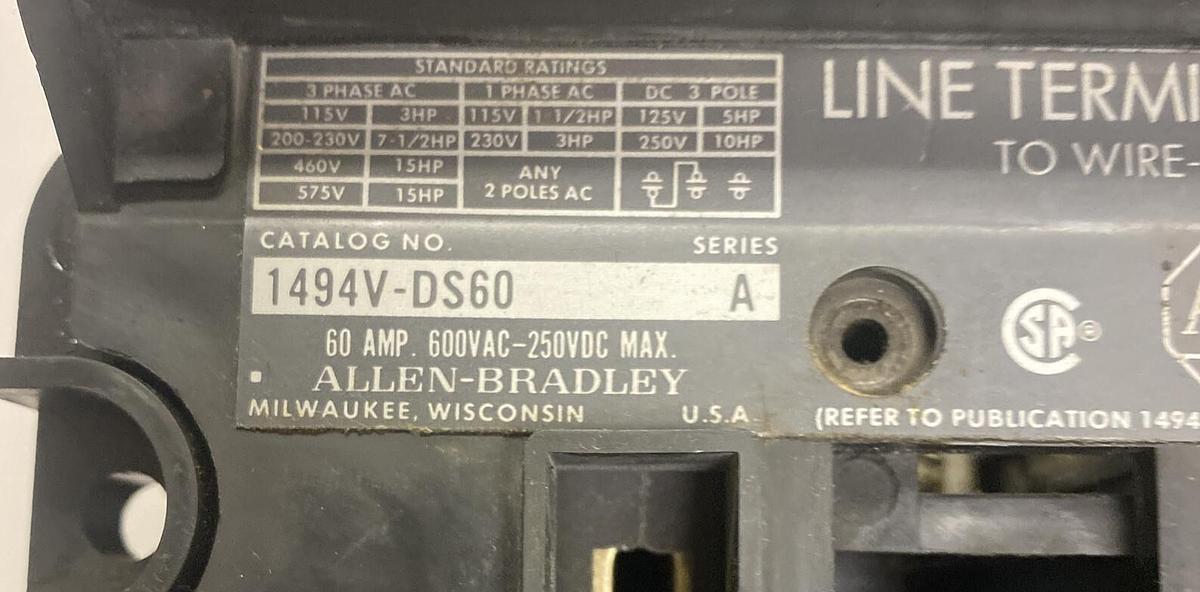 STANDARD RATINGS
3 PHASE AC 1 PHASE AC DC 3 POLE
115V 3HP 115V 1 1/2HP 125V 5HP
200-230V 7-1/2HP 230V 3HP 250V 10HP
460V 15HP ANY
575V 15HP 2 POLES AC
LINE TERMI
TO WIRE-
CATALOG NO. SERIES
1494V-DS60 A
60 AMP. 600VAC-250VDC MAX.
ALLEN-BRADLEY
MILWAUKEE, WISCONSIN U.S.A
SA ®
(REFER TO PUBLICATION 1494